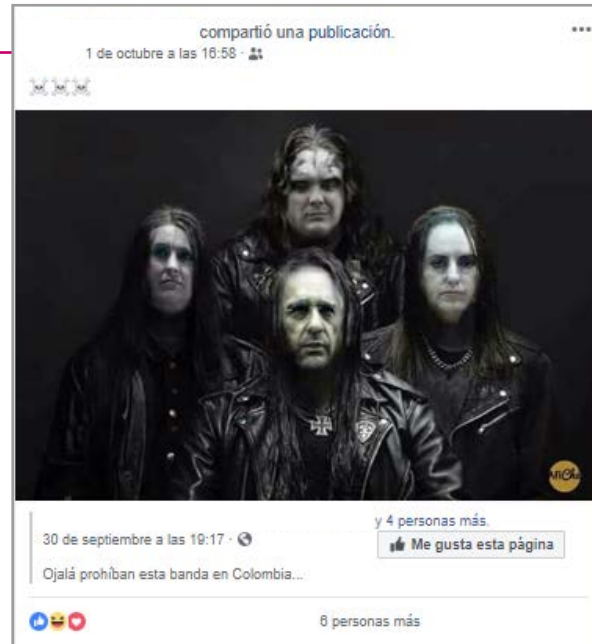 compartió una publicación.
1 de octubre a las 16:58 ·
y 4 personas más.
30 de septiembre a las 19:17 ·
Me gusta esta página
Ojalá prohíban esta banda en Colombia...
6 personas más